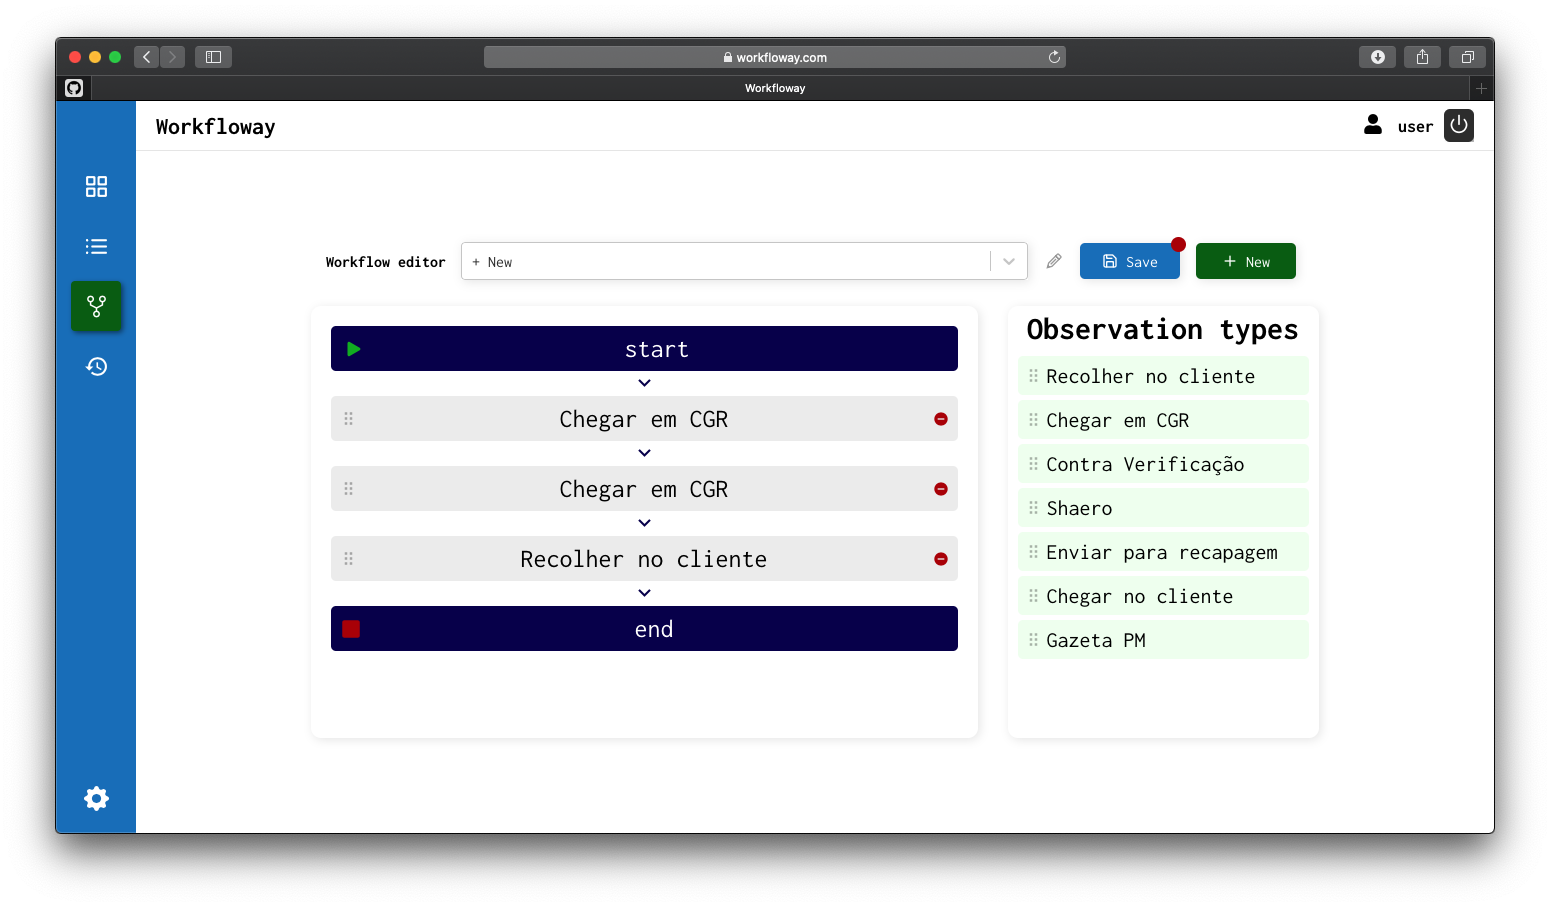 workfloway.com
Workfloway
Workfloway
user
Workflow editor
+ New
Save
+ New
start
Chegar em CGR
Chegar em CGR
Recolher no cliente
end
Observation types
Recolher no cliente
Chegar em CGR
Contra Verificação
Shaero
Enviar para recapagem
Chegar no cliente
Gazeta PM